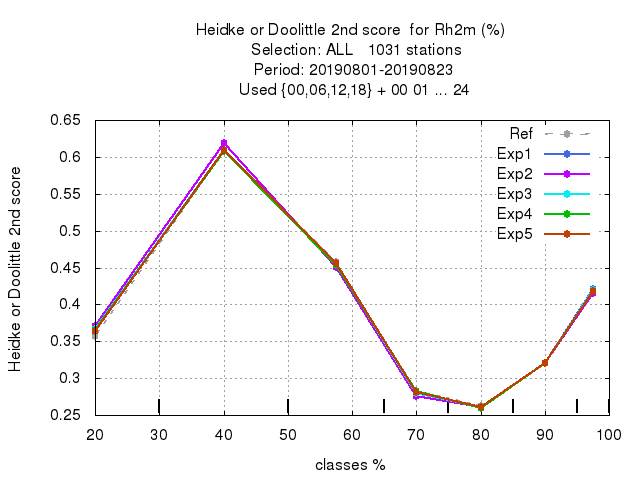 Heidke or Doolittle 2nd score  for Rh2m (%)
Selection: ALL   1031 stations
Period: 20190801-20190823
Used {00,06,12,18} + 00 01 ... 24
Heidke or Doolittle 2nd score
0.65
0.6
0.55
0.5
0.45
0.4
0.35
0.3
0.25
Ref
Exp1
Exp2
Exp3
Exp4
Exp5
20 30 40 50 60 70 80 90 100
classes %